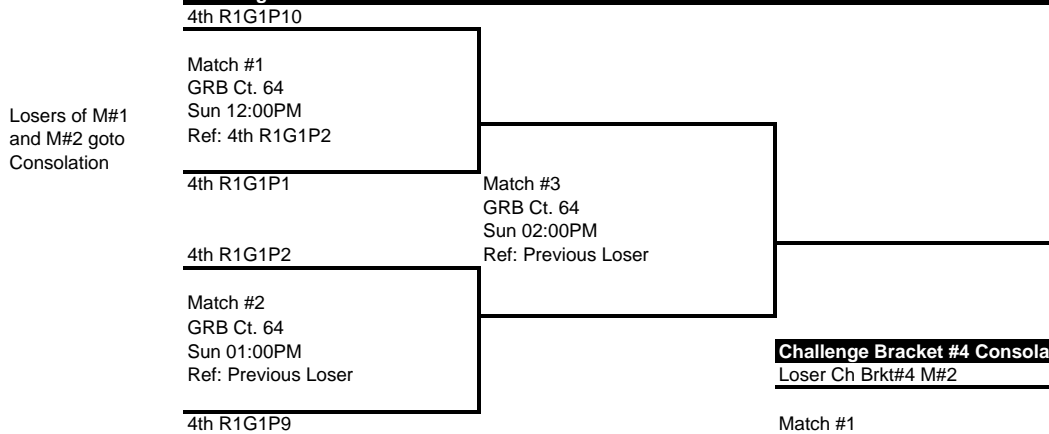 4th R1G1P10
Match #1
GRB Ct. 64
Sun 12:00PM
Ref: 4th R1G1P2
Losers of M#1
and M#2 goto
Consolation
4th R1G1P1
Match #3
GRB Ct. 64
Sun 02:00PM
Ref: Previous Loser
4th R1G1P2
Match #2
GRB Ct. 64
Sun 01:00PM
Ref: Previous Loser
4th R1G1P9
Challenge Bracket #4 Consola
Loser Ch Brkt#4 M#2
Match #1